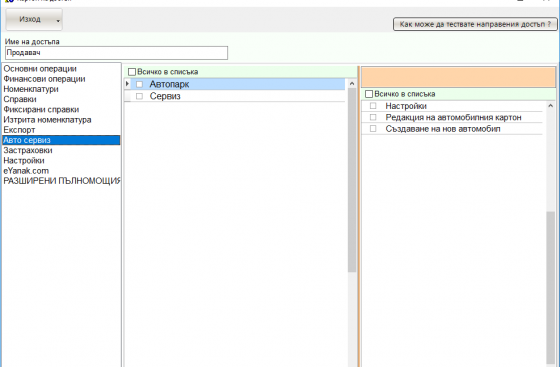 Изход
Как може да тествате направения достъп ?
Име на достъпа
Продавач
Основни операции
Финансови операции
Номенклатури
Справки
Фиксирани справки
Изтрита номенклатура
Експорт
Авто сервиз
Застраховки
Настройки
eYanak.com
РАЗШИРЕНИ ПЪЛНОМОЩИЯ
Всичко в списъка
Автопарк
Сервиз
Всичко в списъка
Настройки
Редакция на автомобилния картон
Създаване на нов автомобил